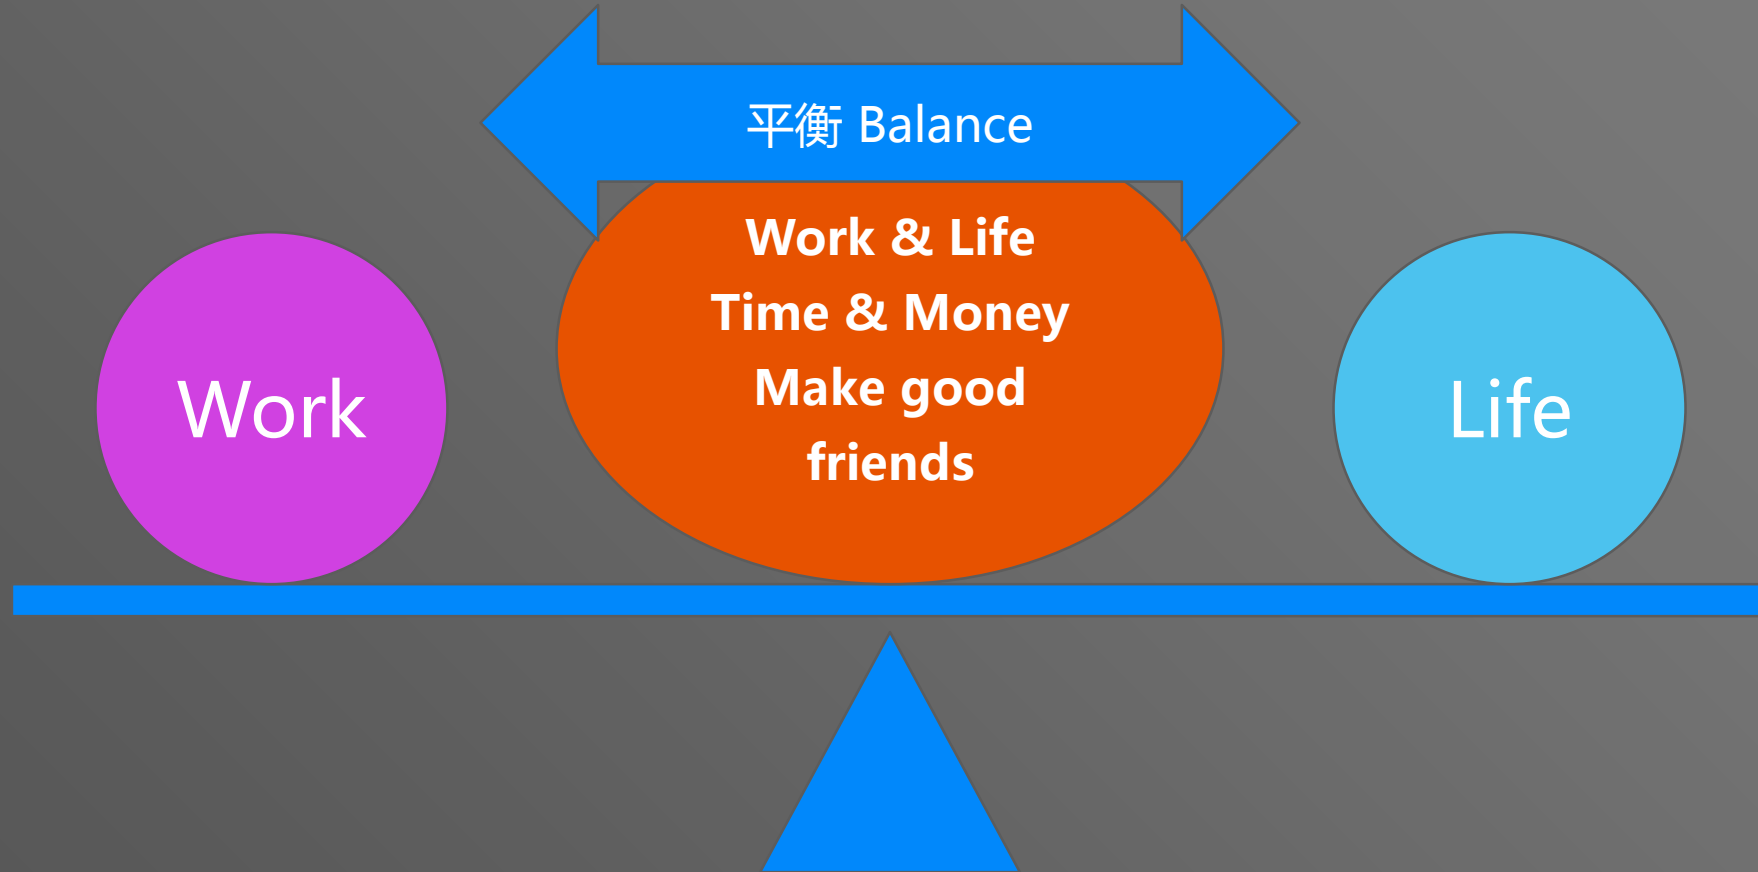 平衡 Balance
Work & Life
Time & Money
Make good
friends
Work
Life